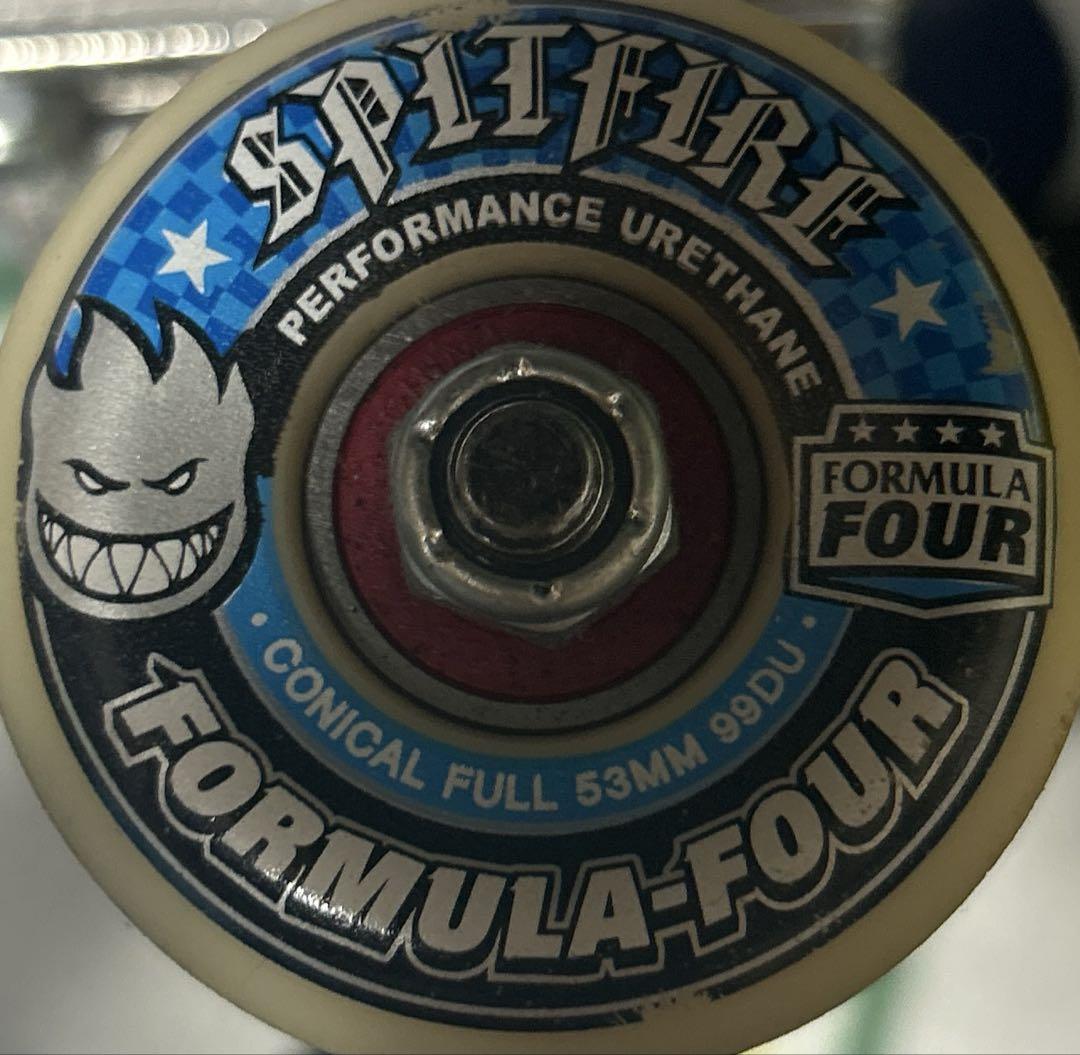 SPITFIRE
PERFORMANCE URETHANE
FORMULA
FOUR
• CONICAL FULL 53MM 99DU •
FORMULA-FOUR